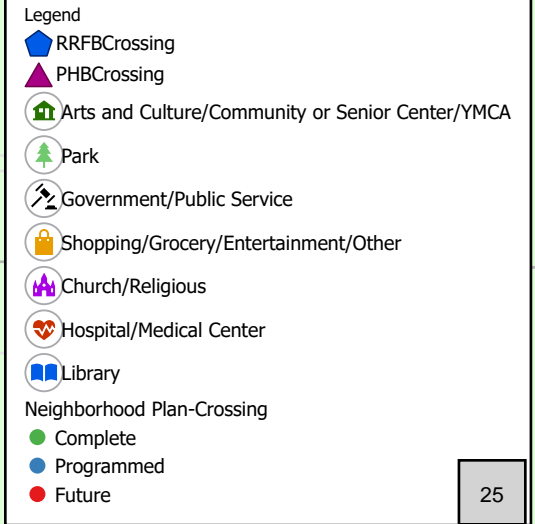 Legend
RRFBCrossing
PHBCrossing
Arts and Culture/Community or Senior Center/YMCA
Park
Government/Public Service
Shopping/Grocery/Entertainment/Other
Church/Religious
Hospital/Medical Center
Library
Neighborhood Plan-Crossing
Complete
Programmed
Future
25